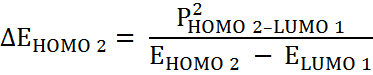 ΔE_HOMO 2 = P²_HOMO 2–LUMO 1 / (E_HOMO 2 − E_LUMO 1)